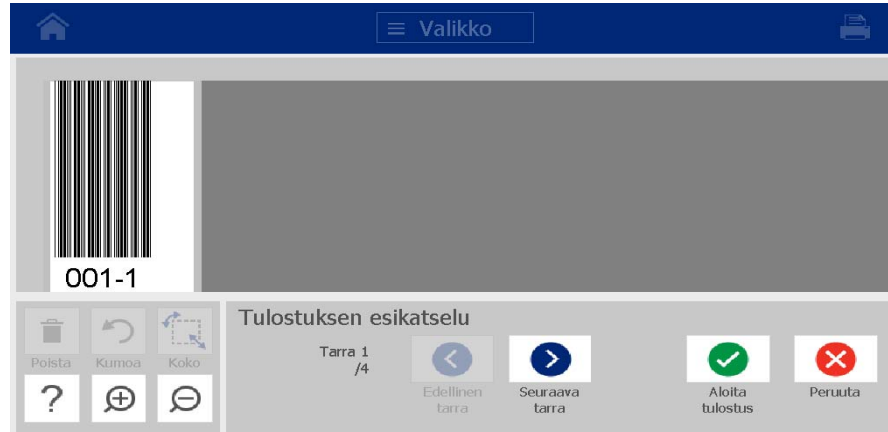 Valikko
001-1
Poista
Kumoa
Koko
?
Tulostuksen esikatselu
Tarra 1
/4
Edellinen
tarra
Seuraava
tarra
Aloita
tulostus
Peruuta